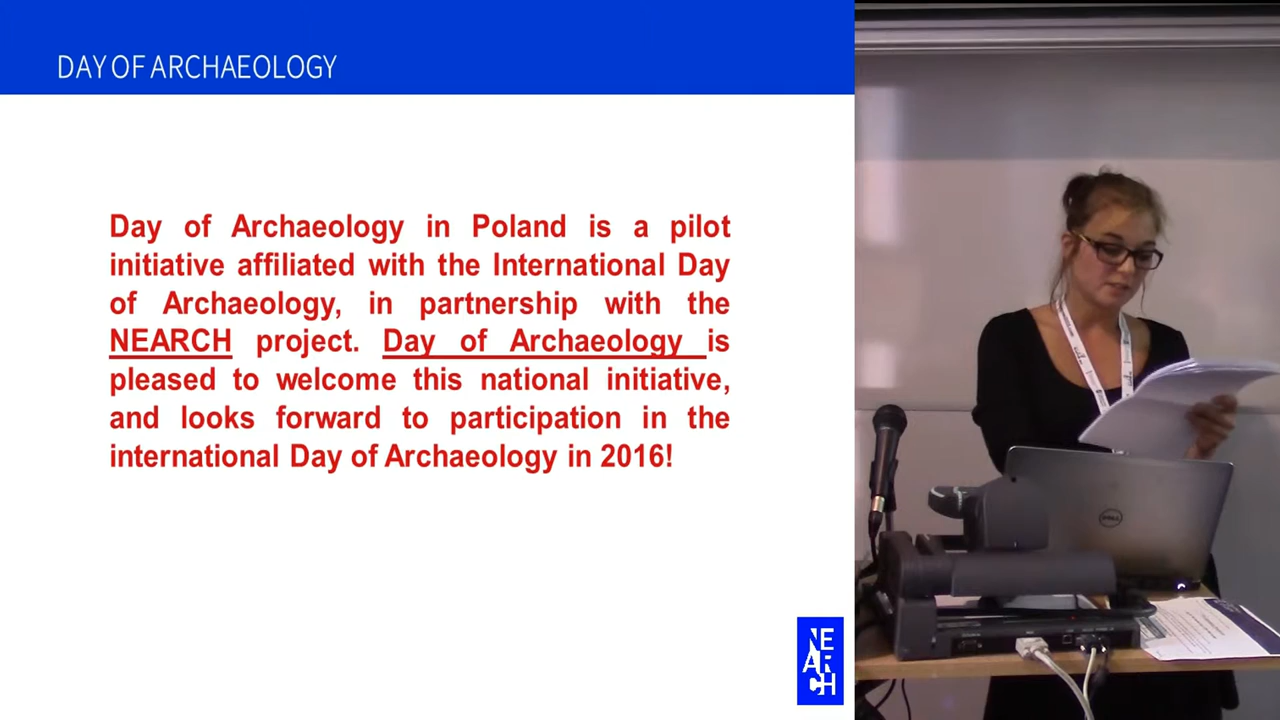 DAY OF ARCHAEOLOGY
Day of Archaeology in Poland is a pilot
initiative affiliated with the International Day
of Archaeology, in partnership with the
NEARCH project. Day of Archaeology is
pleased to welcome this national initiative,
and looks forward to participation in the
international Day of Archaeology in 2016!
NE
AR
CH
DELL